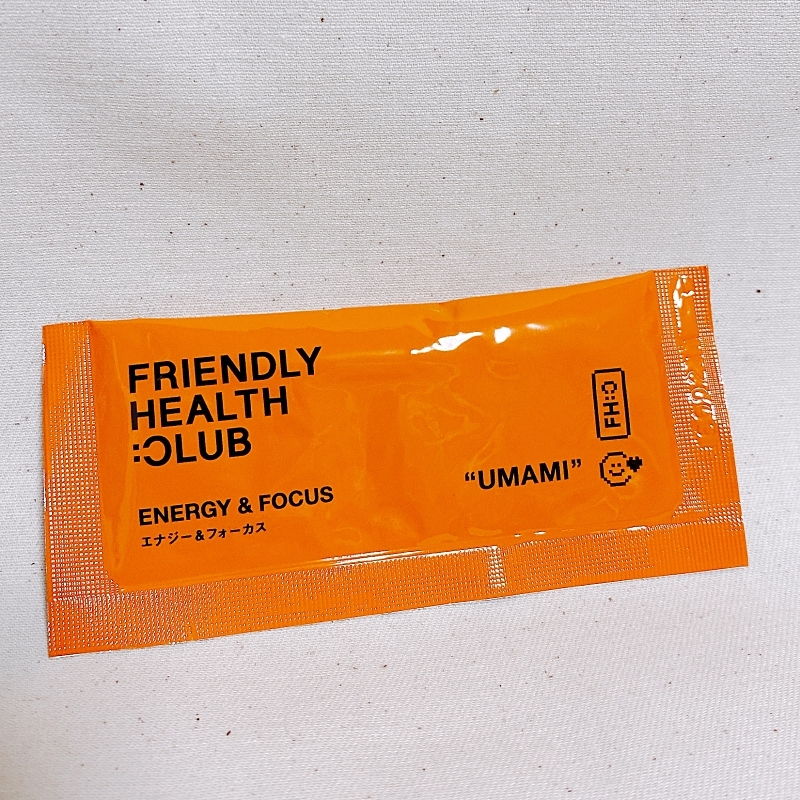 FRIENDLY
HEALTH
:CLUB
ENERGY & FOCUS
エナジー&フォーカス
“UMAMI”
FH:C